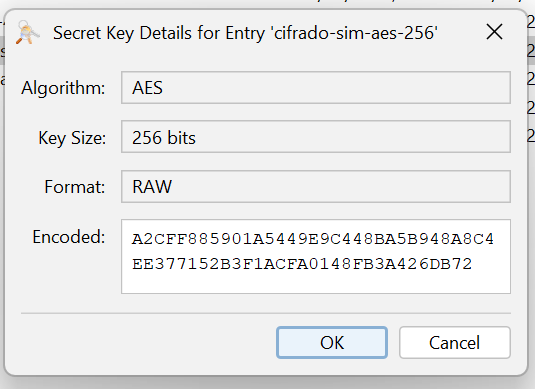 Secret Key Details for Entry 'cifrado-sim-aes-256'
Algorithm: AES
Key Size: 256 bits
Format: RAW
Encoded: A2CFF885901A5449E9C448BA5B948A8C4
EE377152B3F1ACFA0148FB3A426DB72
OK Cancel